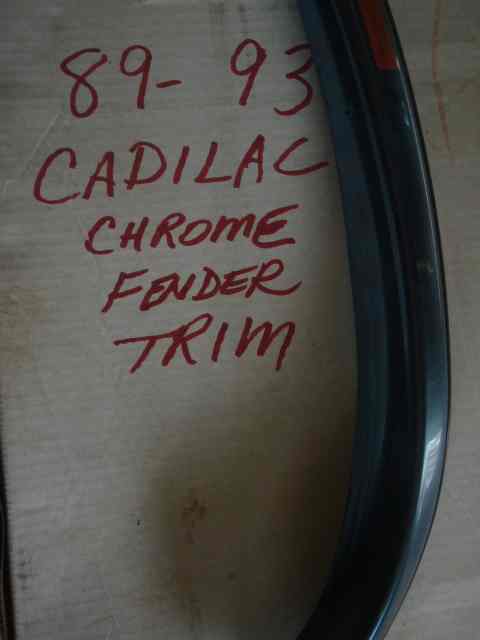 89- 93
CADILAC
CHROME
FENDER
TRIM